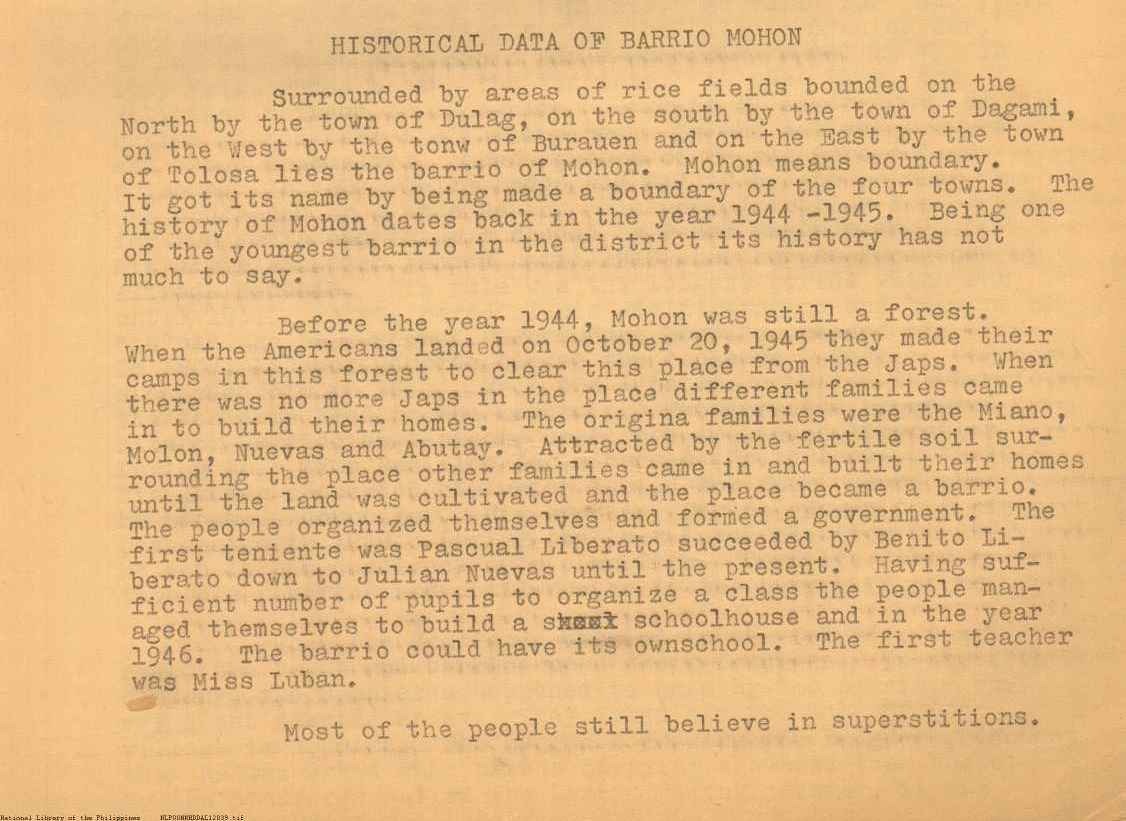 HISTORICAL DATA OF BARRIO MOHON
Surrounded by areas of rice fields bounded on the
North by the town of Dulag, on the south by the town of Dagami,
on the West by the tonw of Burauen and on the East by the town
of Tolosa lies the barrio of Mohon. Mohon means boundary.
It got its name by being made a boundary of the four towns. The
history of Mohon dates back in the year 1944 -1945. Being one
of the youngest barrio in the district its history has not
much to say.
Before the year 1944, Mohon was still a forest.
When the Americans landed on October 20, 1945 they made their
camps in this forest to clear this place from the Japs. When
there was no more Japs in the place different families came
in to build their homes. The origina families were the Miano,
Molon, Nuevas and Abutay. Attracted by the fertile soil sur-
rounding the place other families came in and built their homes
until the land was cultivated and the place became a barrio.
The people organized themselves and formed a government. The
first teniente was Pascual Liberato succeeded by Benito Li-
berato down to Julian Nuevas until the present. Having suf-
ficient number of pupils to organize a class the people man-
aged themselves to build a schoolhouse and in the year
1946. The barrio could have its ownschool. The first teacher
was Miss Luban.
Most of the people still believe in superstitions.
National Library of the Philippines NLPOONHHDDAL12039.tif